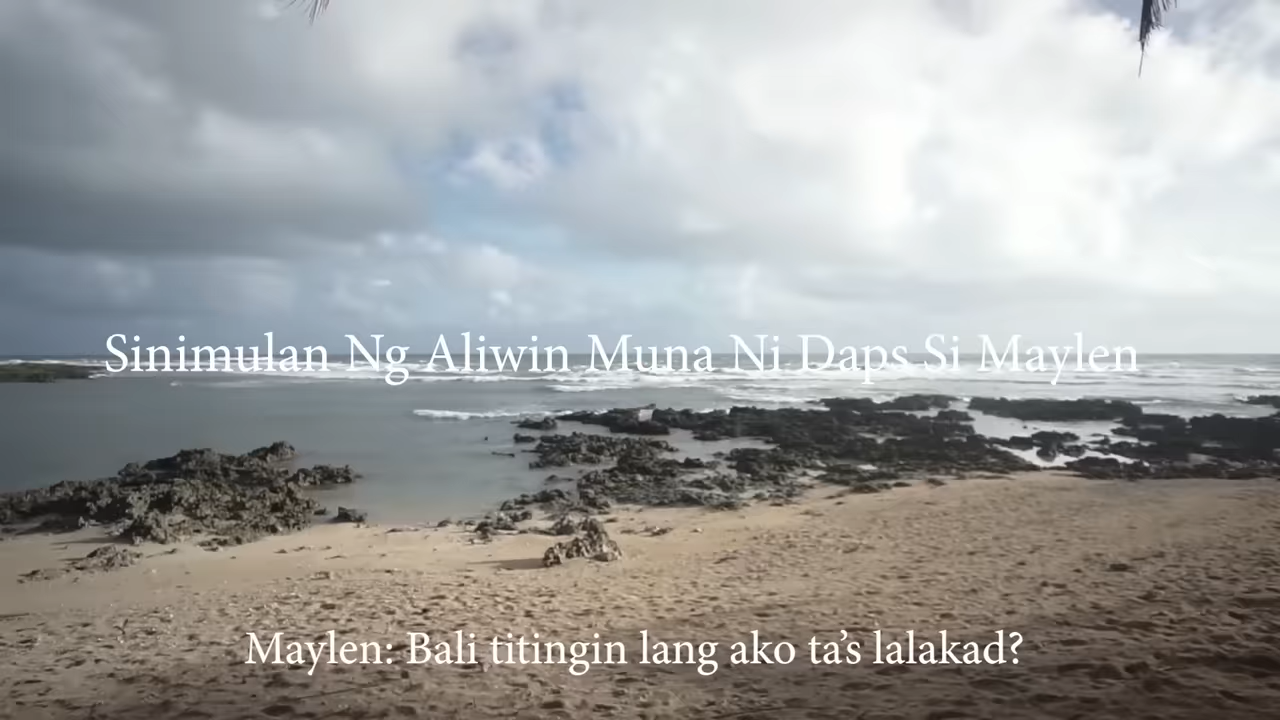 Sinimulan Ng Aliwin Muna Ni Daps Si Maylen
Maylen: Bali titingin lang ako ta’s lalakad?